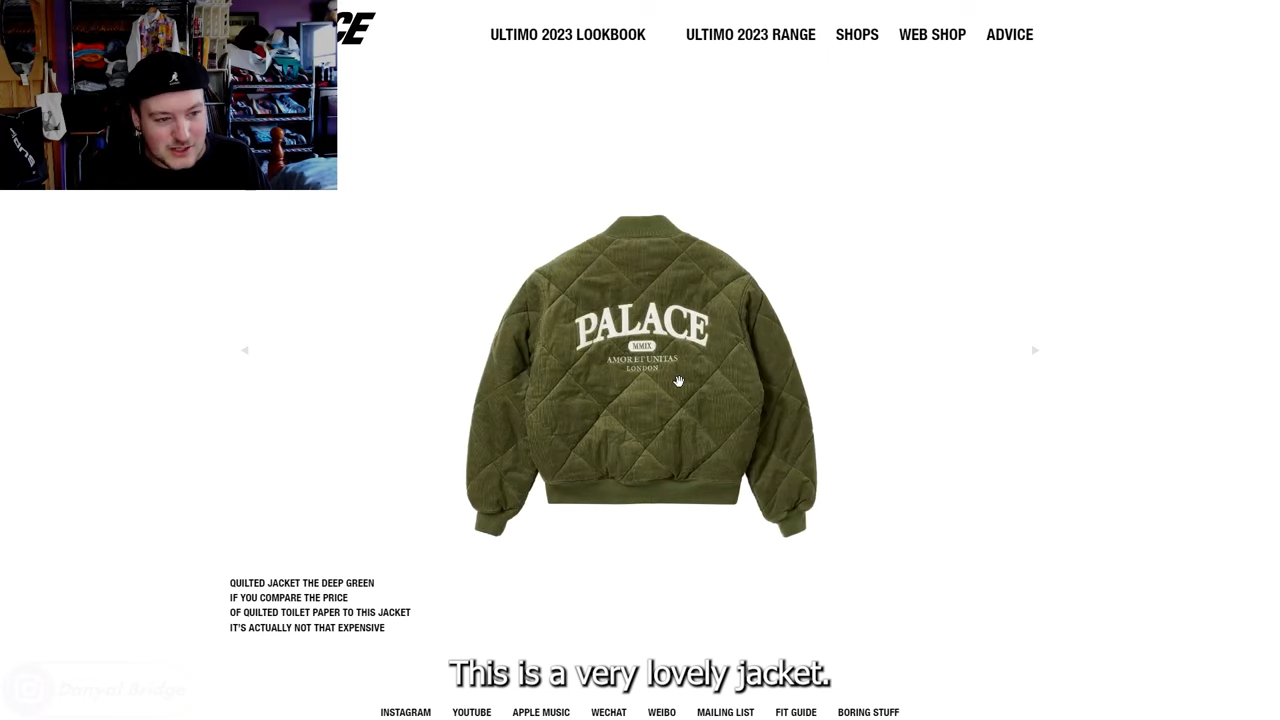 CE
ULTIMO 2023 LOOKBOOK ULTIMO 2023 RANGE SHOPS WEB SHOP ADVICE
PALACE
MMIX
AMOR ET UNITAS
LONDON
QUILTED JACKET THE DEEP GREEN
IF YOU COMPARE THE PRICE
OF QUILTED TOILET PAPER TO THIS JACKET
IT'S ACTUALLY NOT THAT EXPENSIVE
This is a very lovely jacket.
Danyal Bridge
INSTAGRAM YOUTUBE APPLE MUSIC WECHAT WEIBO MAILING LIST FIT GUIDE BORING STUFF